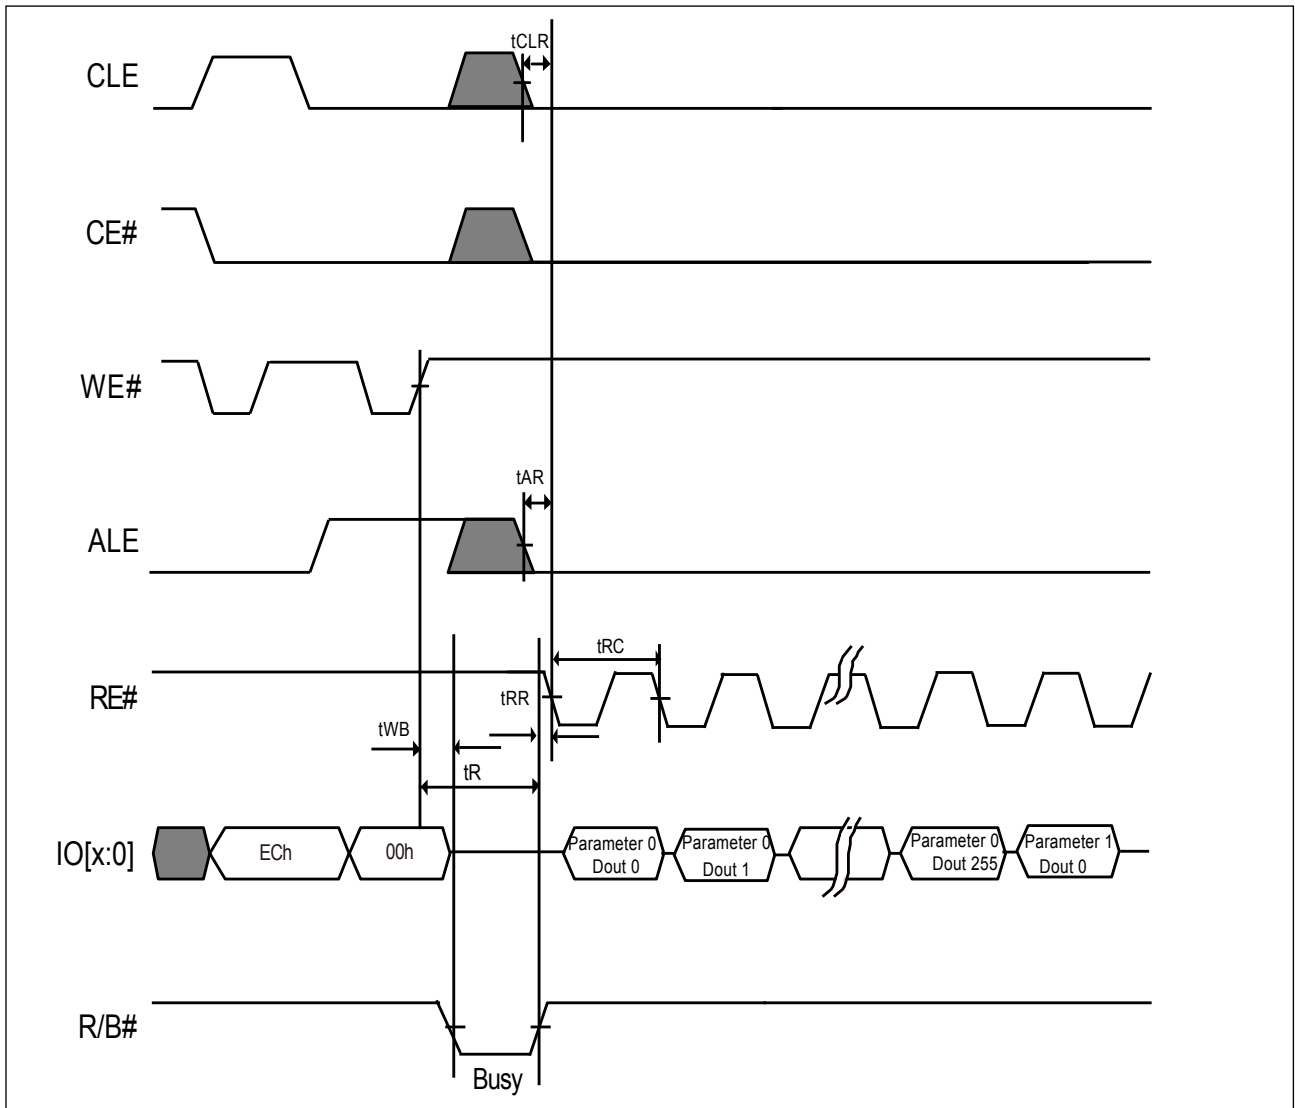 tCLR
CLE
CE#
WE#
tAR
ALE
tRC
RE#
tRR
tWB
tR
IO[x:0]
ECh
00h
Parameter 0
Dout 0
Parameter 0
Dout 1
Parameter 0
Dout 255
Parameter 1
Dout 0
R/B#
Busy